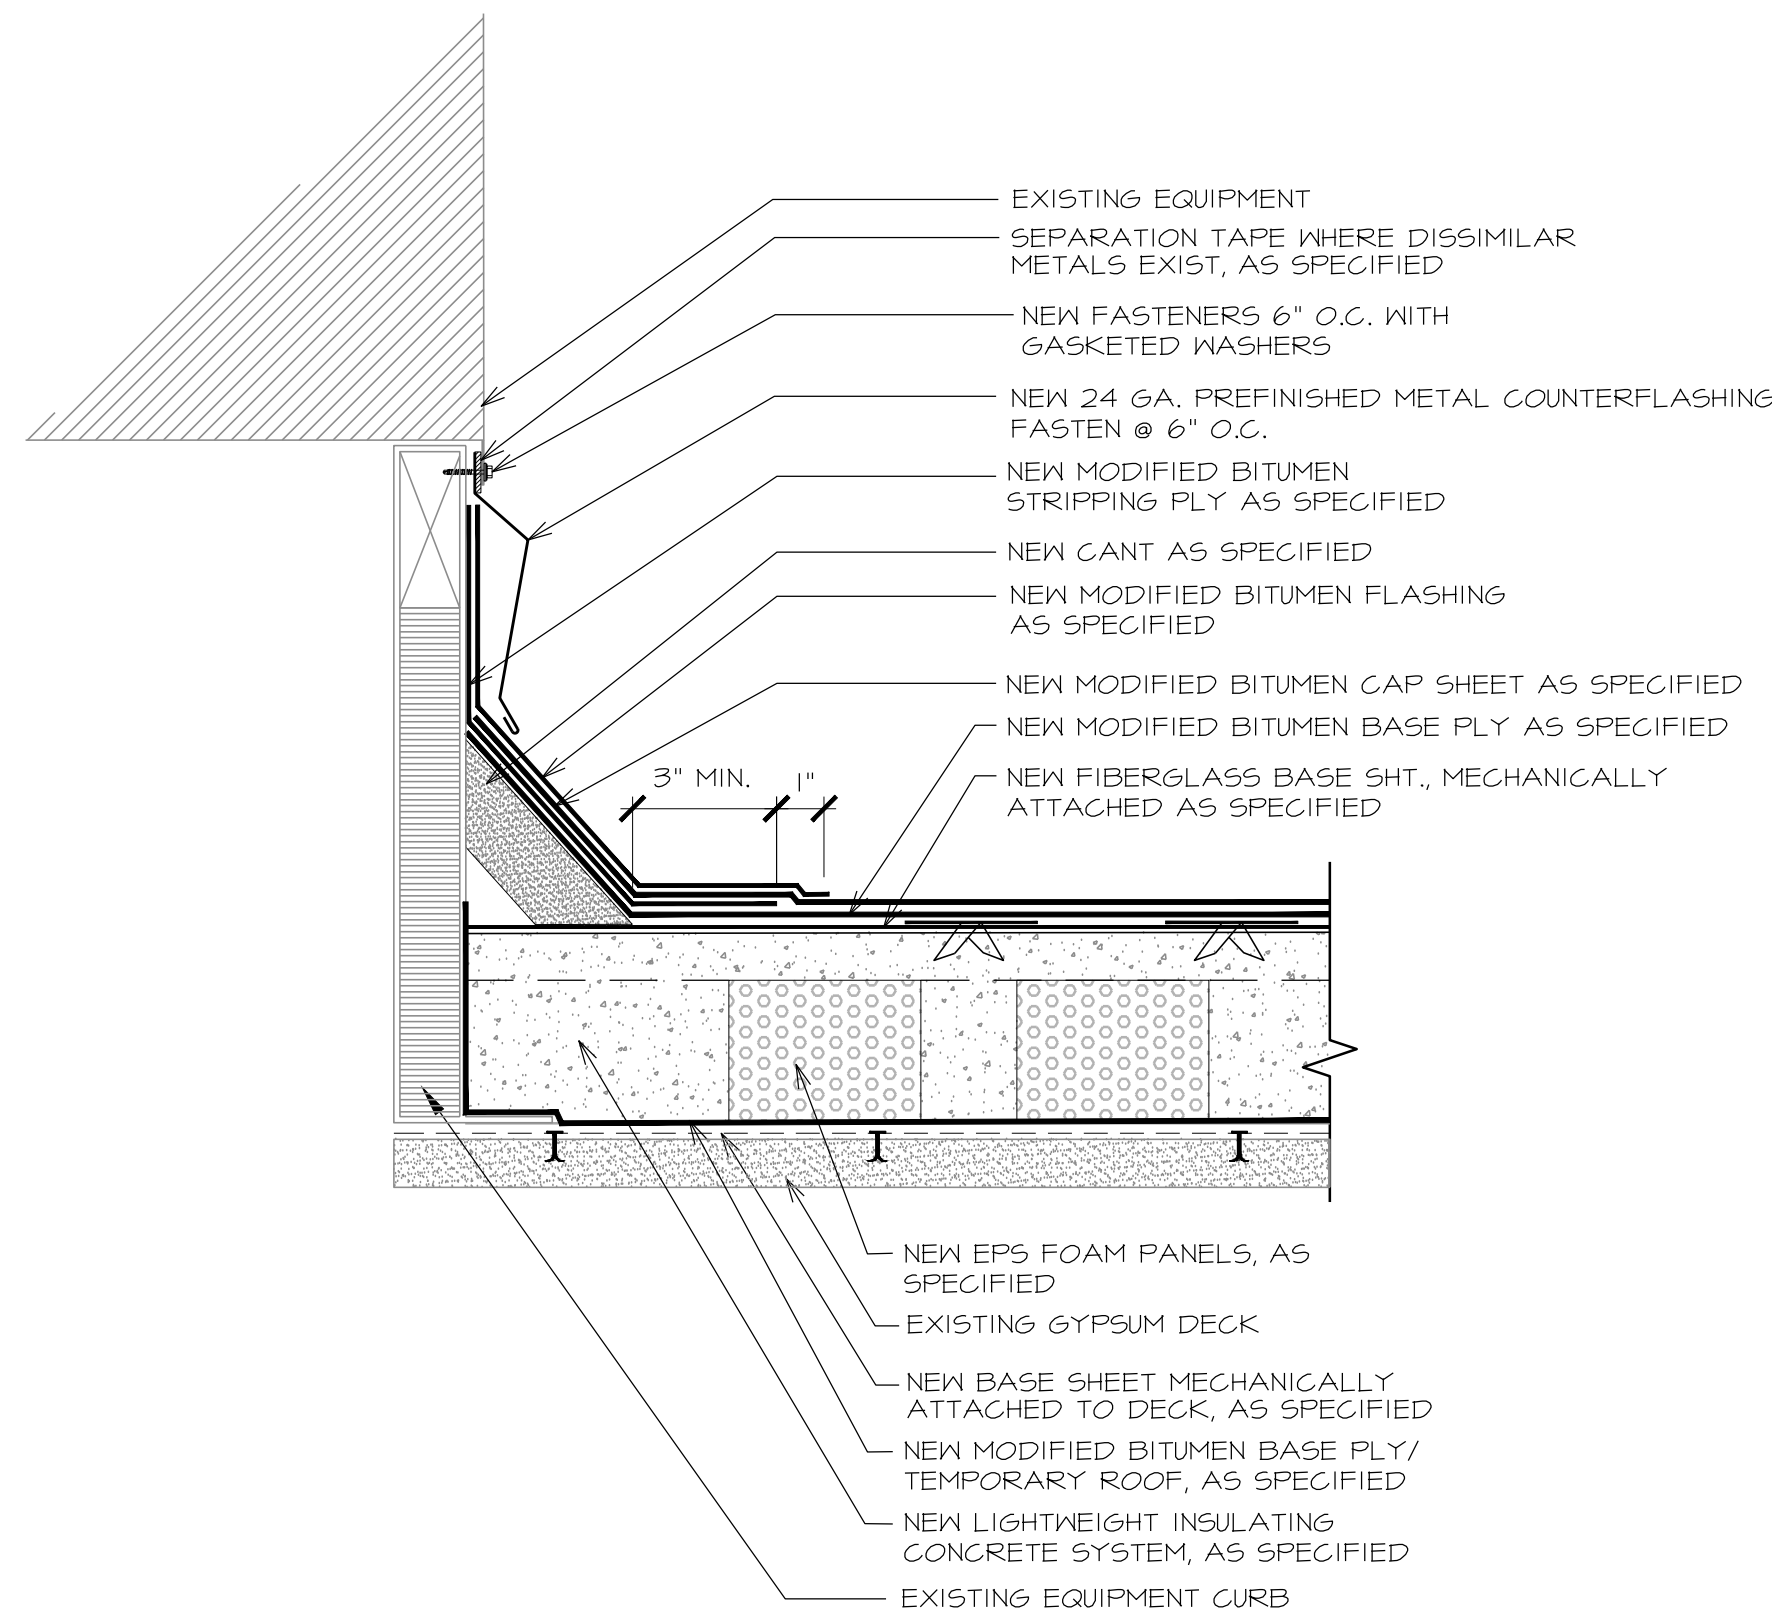 EXISTING EQUIPMENT
SEPARATION TAPE WHERE DISSIMILAR
METALS EXIST, AS SPECIFIED
NEW FASTENERS 6" O.C. WITH
GASKETED WASHERS
NEW 24 GA. PREFINISHED METAL COUNTERFLASHING
FASTEN @ 6" O.C.
NEW MODIFIED BITUMEN
STRIPPING PLY AS SPECIFIED
NEW CANT AS SPECIFIED
NEW MODIFIED BITUMEN FLASHING
AS SPECIFIED
NEW MODIFIED BITUMEN CAP SHEET AS SPECIFIED
NEW MODIFIED BITUMEN BASE PLY AS SPECIFIED
3" MIN.
1"
NEW FIBERGLASS BASE SHT., MECHANICALLY
ATTACHED AS SPECIFIED
NEW EPS FOAM PANELS, AS
SPECIFIED
EXISTING GYPSUM DECK
NEW BASE SHEET MECHANICALLY
ATTACHED TO DECK, AS SPECIFIED
NEW MODIFIED BITUMEN BASE PLY/
TEMPORARY ROOF, AS SPECIFIED
NEW LIGHTWEIGHT INSULATING
CONCRETE SYSTEM, AS SPECIFIED
EXISTING EQUIPMENT CURB